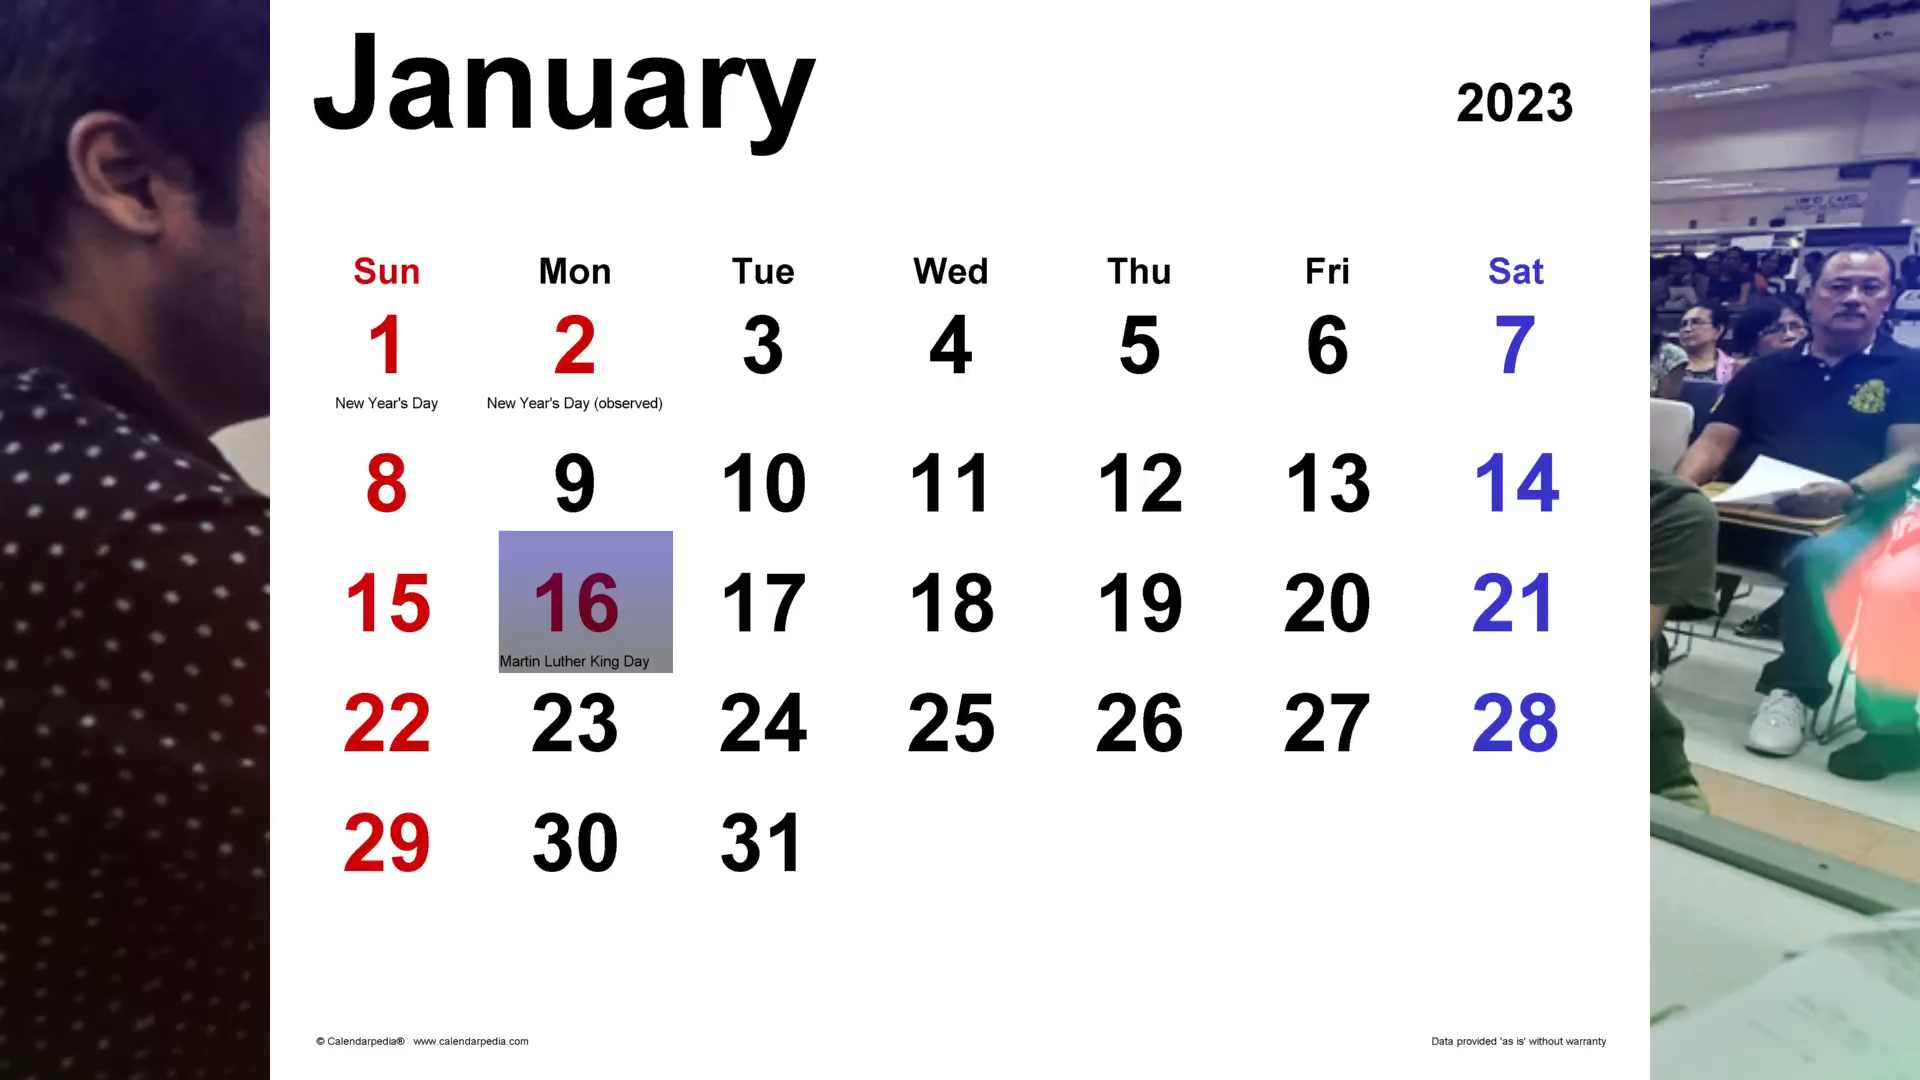 January
2023
Sun Mon Tue Wed Thu Fri Sat
1 2 3 4 5 6 7
New Year's Day New Year's Day (observed)
8 9 10 11 12 13 14
15 16 17 18 19 20 21
Martin Luther King Day
22 23 24 25 26 27 28
29 30 31
© Calendarpedia® www.calendarpedia.com
Data provided 'as is' without warranty